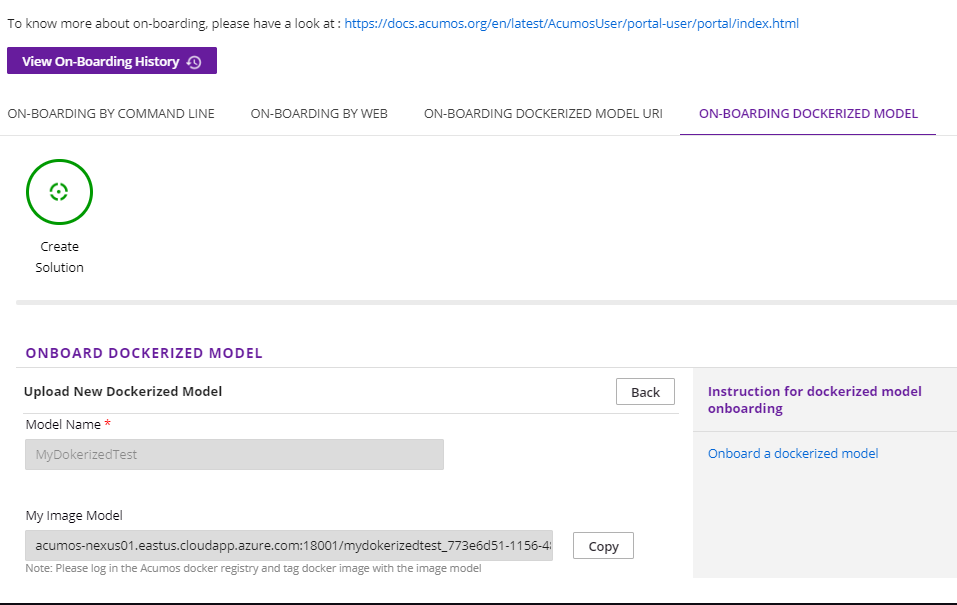 To know more about on-boarding, please have a look at : https://docs.acumos.org/en/latest/AcumosUser/portal-user/portal/index.html
View On-Boarding History
ON-BOARDING BY COMMAND LINE ON-BOARDING BY WEB ON-BOARDING DOCKERIZED MODEL URI ON-BOARDING DOCKERIZED MODEL
Create
Solution
ONBOARD DOCKERIZED MODEL
Upload New Dockerized Model
Back
Model Name *
MyDokerizedTest
My Image Model
acumos-nexus01.eastus.cloudapp.azure.com:18001/mydokerizedtest_773e6d51-1156-4
Copy
Note: Please log in the Acumos docker registry and tag docker image with the image model
Instruction for dockerized model
onboarding
Onboard a dockerized model